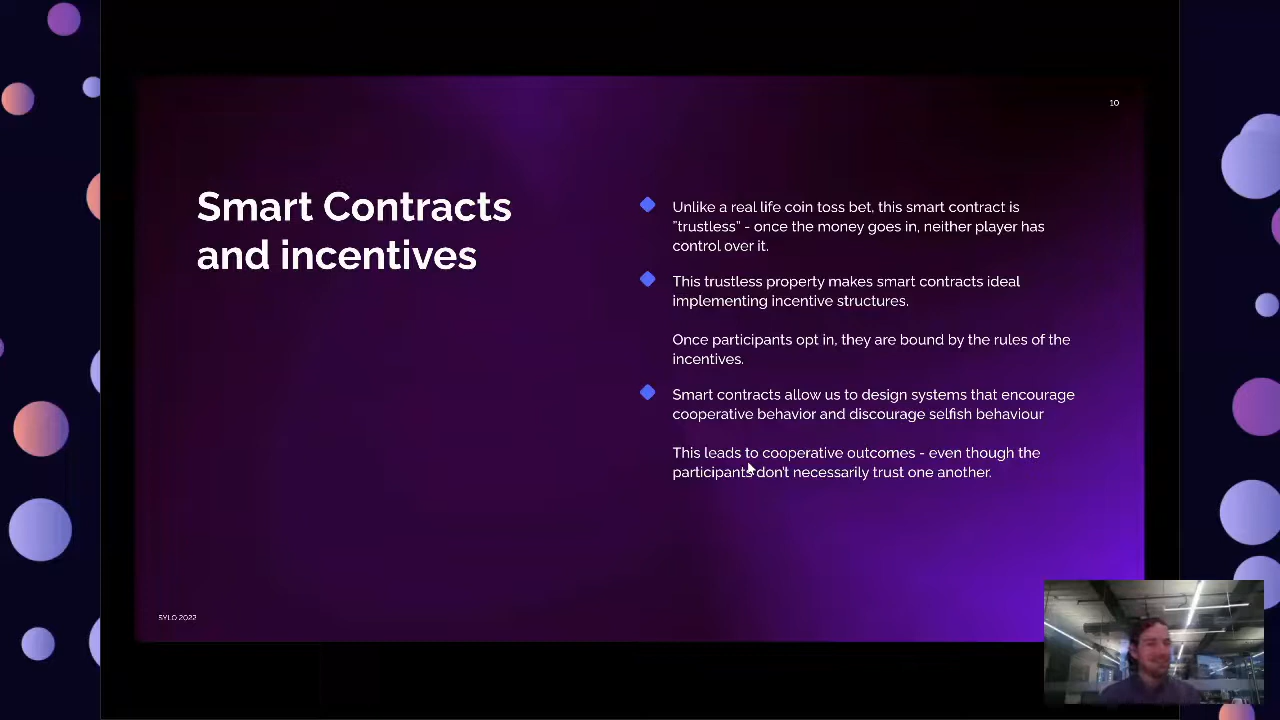 10
Smart Contracts
and incentives
Unlike a real life coin toss bet, this smart contract is
"trustless" - once the money goes in, neither player has
control over it.
This trustless property makes smart contracts ideal
implementing incentive structures.
Once participants opt in, they are bound by the rules of the
incentives.
Smart contracts allow us to design systems that encourage
cooperative behavior and discourage selfish behaviour
This leads to cooperative outcomes - even though the
participants don't necessarily trust one another.
SYLO 2022